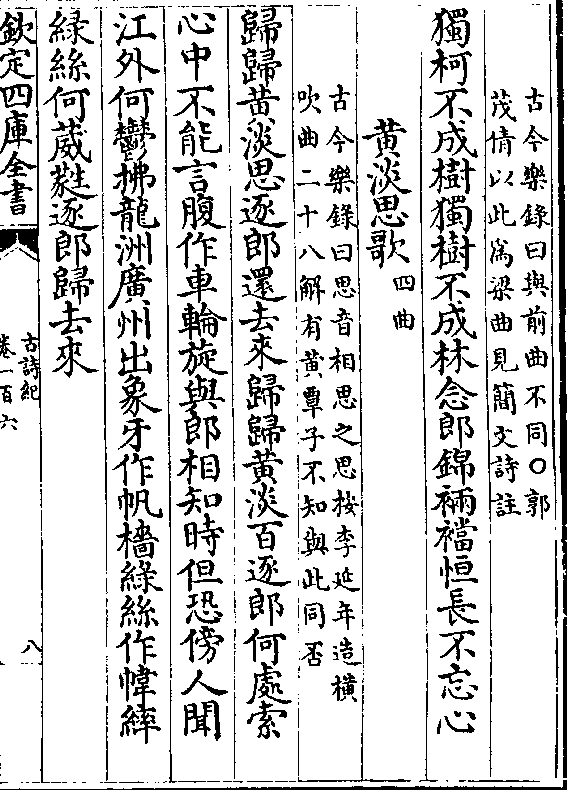 古今樂録曰與前曲不同○郭
茂倩以此為梁曲見簡文詩註
獨柯不成樹獨樹不成林念郎錦裲襠恒長不忘心
黄淡思歌 四曲
古今樂錄曰思音相思之思按李延年造橫
吹曲二十八解有黄覃子不知與此同否
歸歸黄淡思逐郎還去來歸歸黄淡百逐郎何處索
心中不能言腹作車輪旋與郎相知時但恐傍人聞
江外何鬱拂龍洲廣州出象牙作帆檣緑絲作幃繂
緑絲何葳蕤逐郎歸去來
欽定四庫全書
古詩紀
卷一百六
八